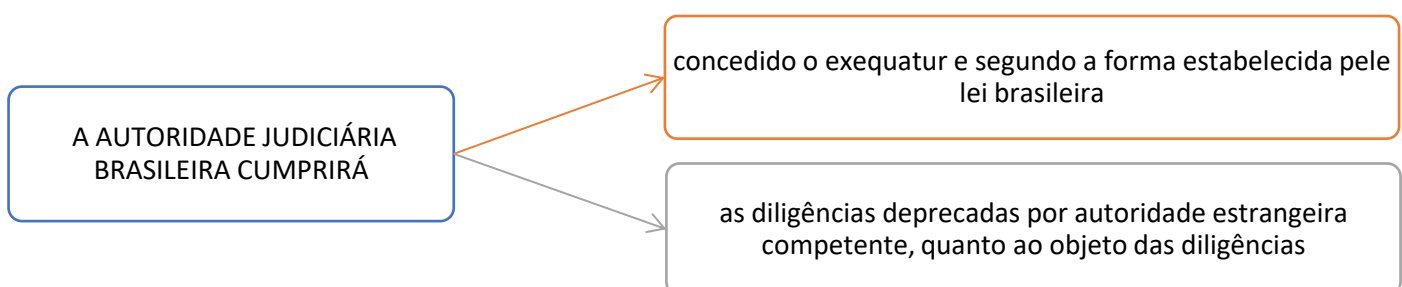 A AUTORIDADE JUDICIÁRIA
BRASILEIRA CUMPRIRÁ
concedido o exequatur e segundo a forma estabelecida pele
lei brasileira
as diligências deprecadas por autoridade estrangeira
competente, quanto ao objeto das diligências